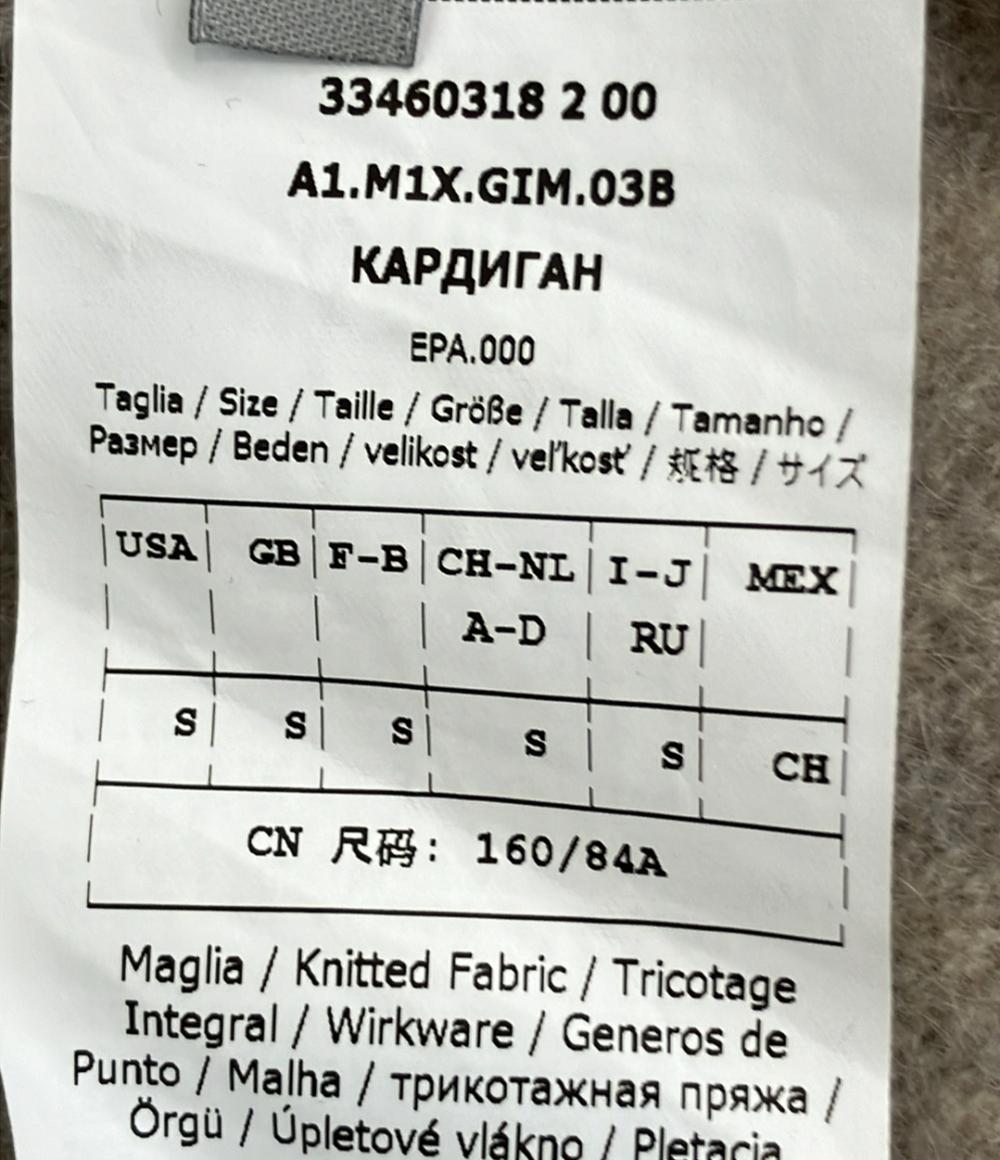 33460318 2 00
A1.M1X.GIM.03B
КАРДИГАН
EPA.000
Taglia / Size / Taille / Größe / Talla / Tamanho /
Размер / Beden / velikost / veľkosť / 规格 / サイズ
USA GB F-B CH-NL I-J MEX
A-D RU
S S S S S CH
CN 尺码: 160/84A
Maglia / Knitted Fabric / Tricotage
Integral / Wirkware / Generos de
Punto / Malha / трикотажная пряжа /
Örgü / Úpletové vlákno / Pletacia